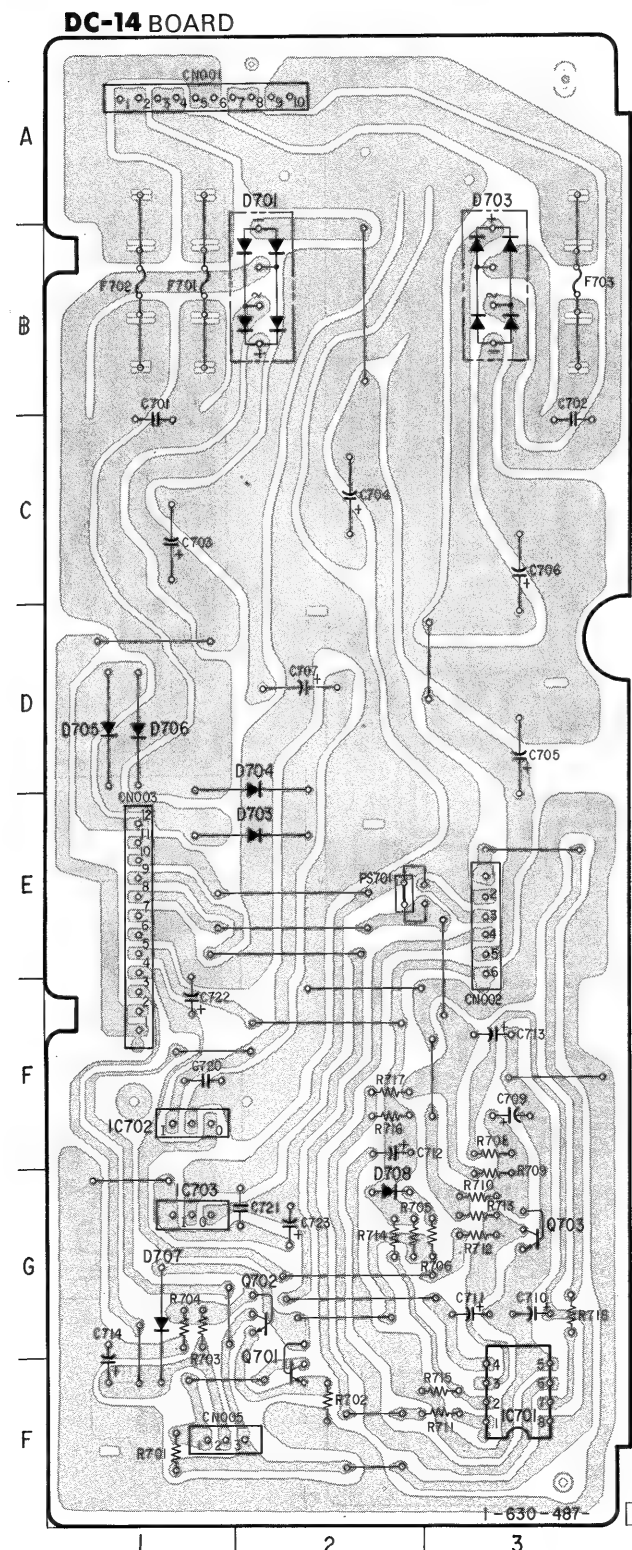 DC-14 BOARD
CN001
1 2 3 4 5 6 7 8 9 10
A
D701 D703
F702 F701 F703
B
C701 C702
C
C704
C703
C706
C707
D
D705 D706
C705
D704
CN003
D703
12
11
10
9
8
7
6
5
4
3
2
1
E
PS701
1
2
3
4
5
6
CN002
C722
C713
F
C720
R717
C709
IC702
R716
R708
C712
R709
D708
R710
IC703
C721
R705
R713
C723
R714
R712
Q703
R706
G
D707
Q702
R704
C711 C710
R718
C714
R703
Q701
4 5
3 6
2 7
1 8
R715
R702
IC701
R711
CN005
1 2 3
R701
F
1-630-487-
1 2 3